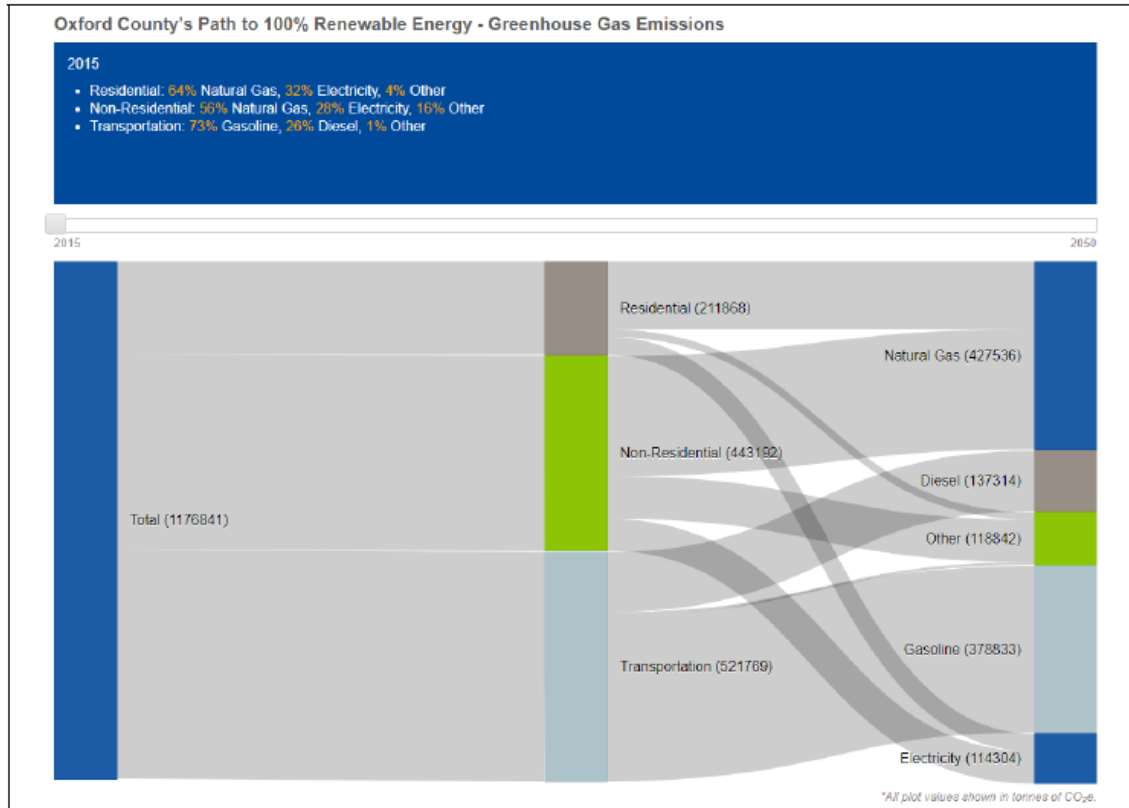 Oxford County's Path to 100% Renewable Energy - Greenhouse Gas Emissions
2015
• Residential: 64% Natural Gas, 32% Electricity, 4% Other
• Non-Residential: 56% Natural Gas, 28% Electricity, 16% Other
• Transportation: 73% Gasoline, 26% Diesel, 1% Other
2015
2050
Residential (211868)
Natural Gas (427536)
Non-Residential (443192)
Diesel (137314)
Total (1176841)
Other (118842)
Gasoline (378833)
Transportation (521769)
Electricity (114304)
*All plot values shown in tonnes of CO₂e.